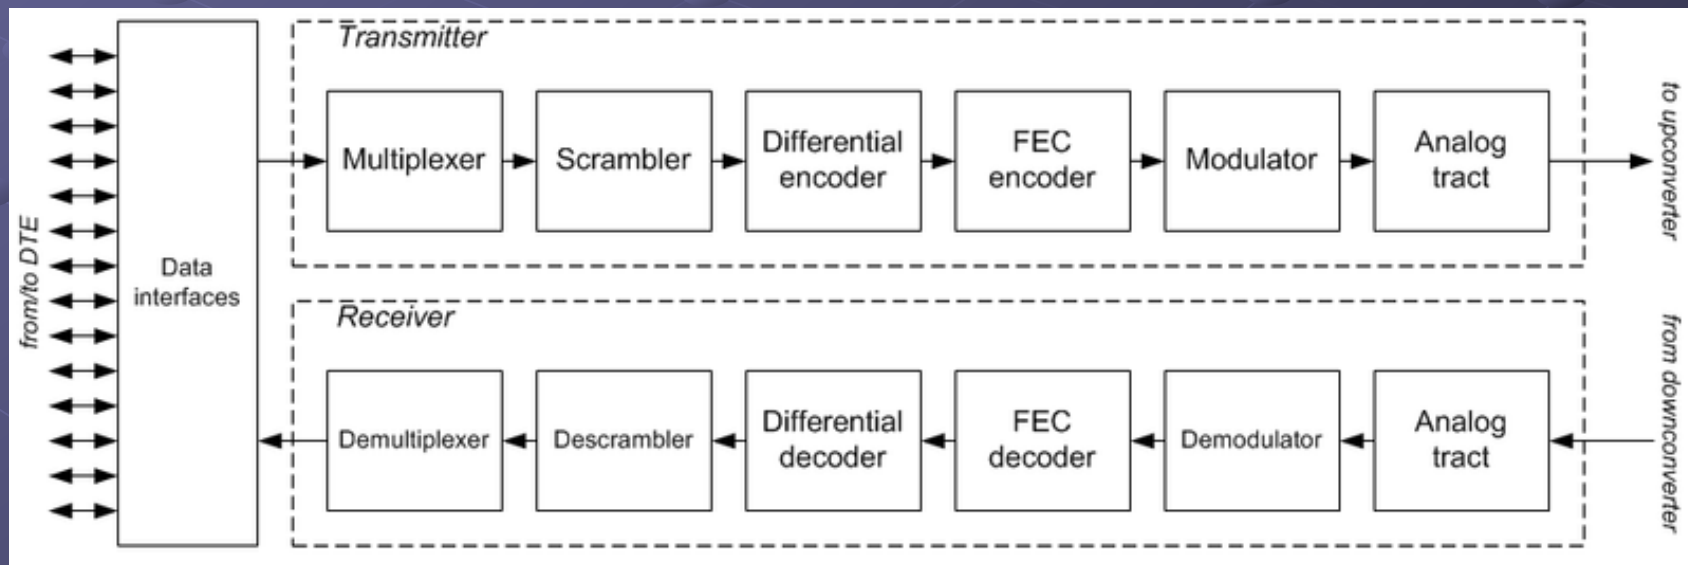 from/to DTE
Data
interfaces
Transmitter
Multiplexer
Scrambler
Differential
encoder
FEC
encoder
Modulator
Analog
tract
to upconverter
Receiver
Demultiplexer
Descrambler
Differential
decoder
FEC
decoder
Demodulator
Analog
tract
from downconverter